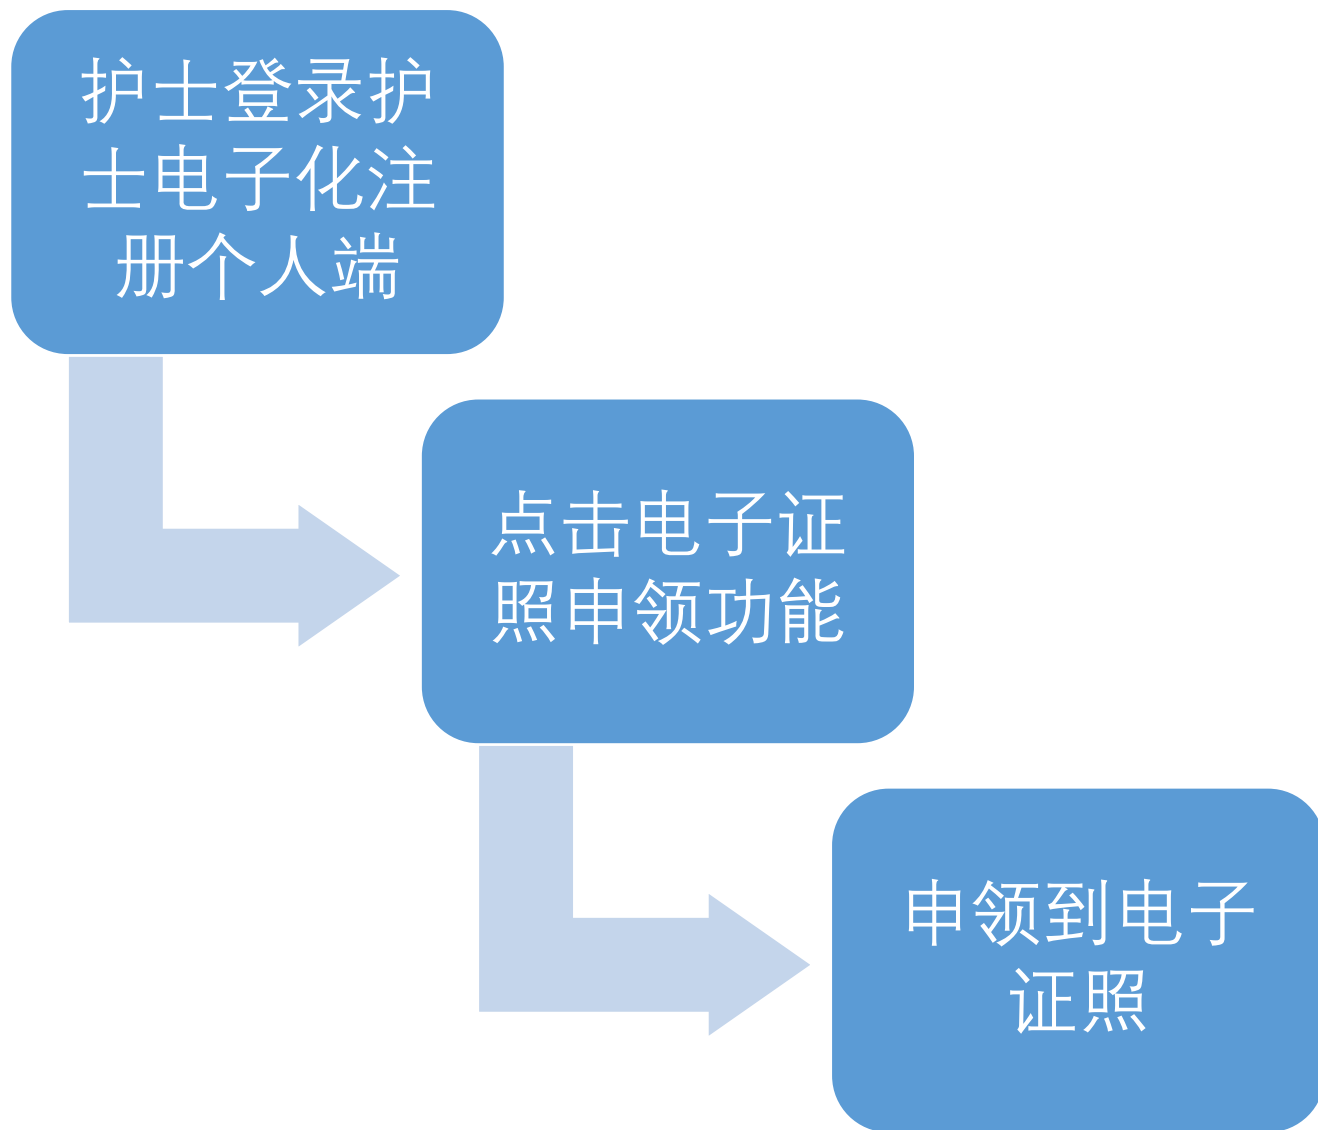 护士登录护
士电子化注
册个人端
点击电子证
照申领功能
申领到电子
证照